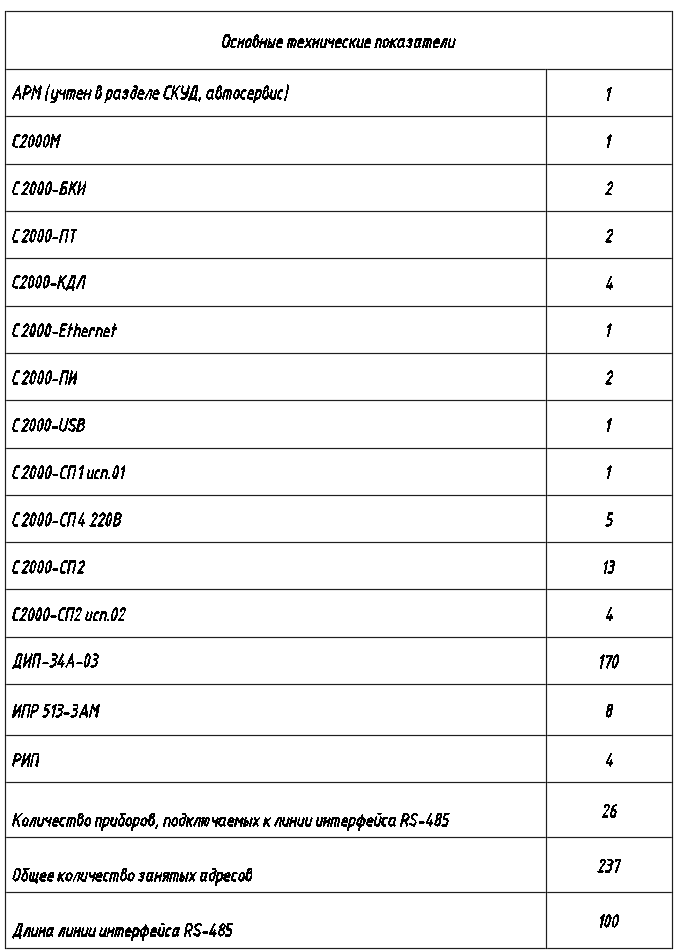 Основные технические показатели
АРМ (учтен в разделе СКУД, автосервис) 1
С2000М 1
С2000-БКИ 2
С2000-ПТ 2
С2000-КДЛ 4
С2000-Ethernet 1
С2000-ПИ 2
С2000-USB 1
С2000-СП1 исп.01 1
С2000-СП4 220В 5
С2000-СП2 13
С2000-СП2 исп.02 4
ДИП-34А-03 170
ИПР 513-3АМ 8
РИП 4
Количество приборов, подключаемых к линии интерфейса RS-485 26
Общее количество занятых адресов 237
Длина линии интерфейса RS-485 100